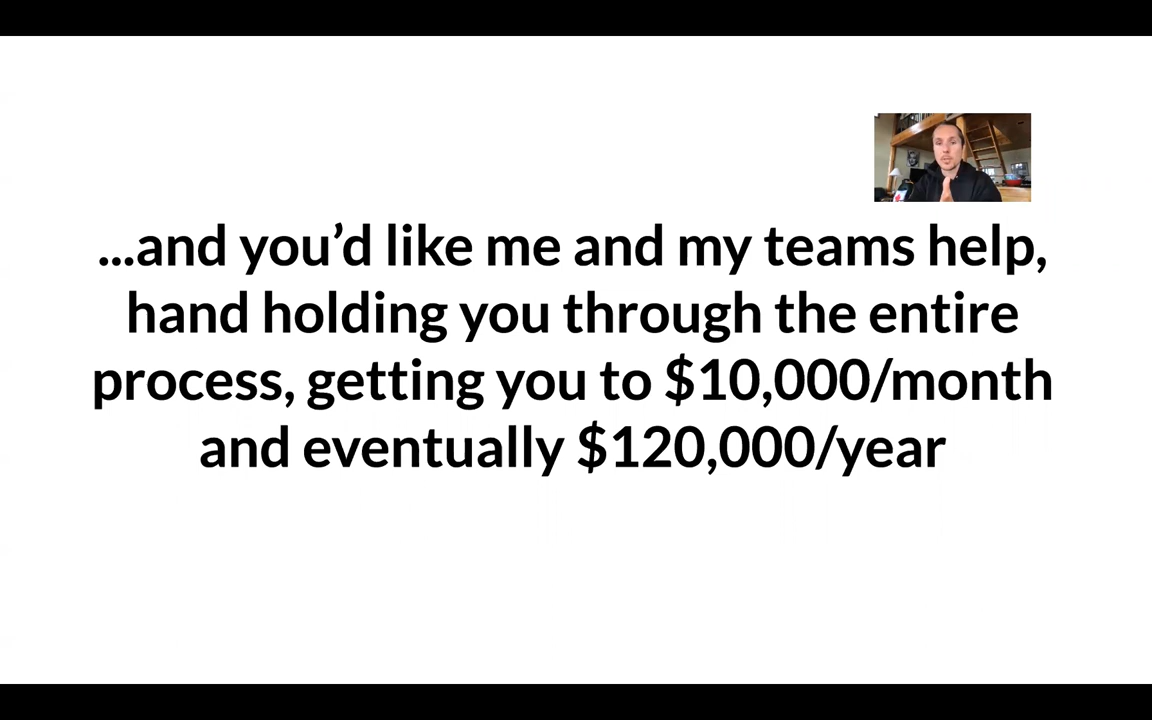 ...and you’d like me and my teams help,
hand holding you through the entire
process, getting you to $10,000/month
and eventually $120,000/year